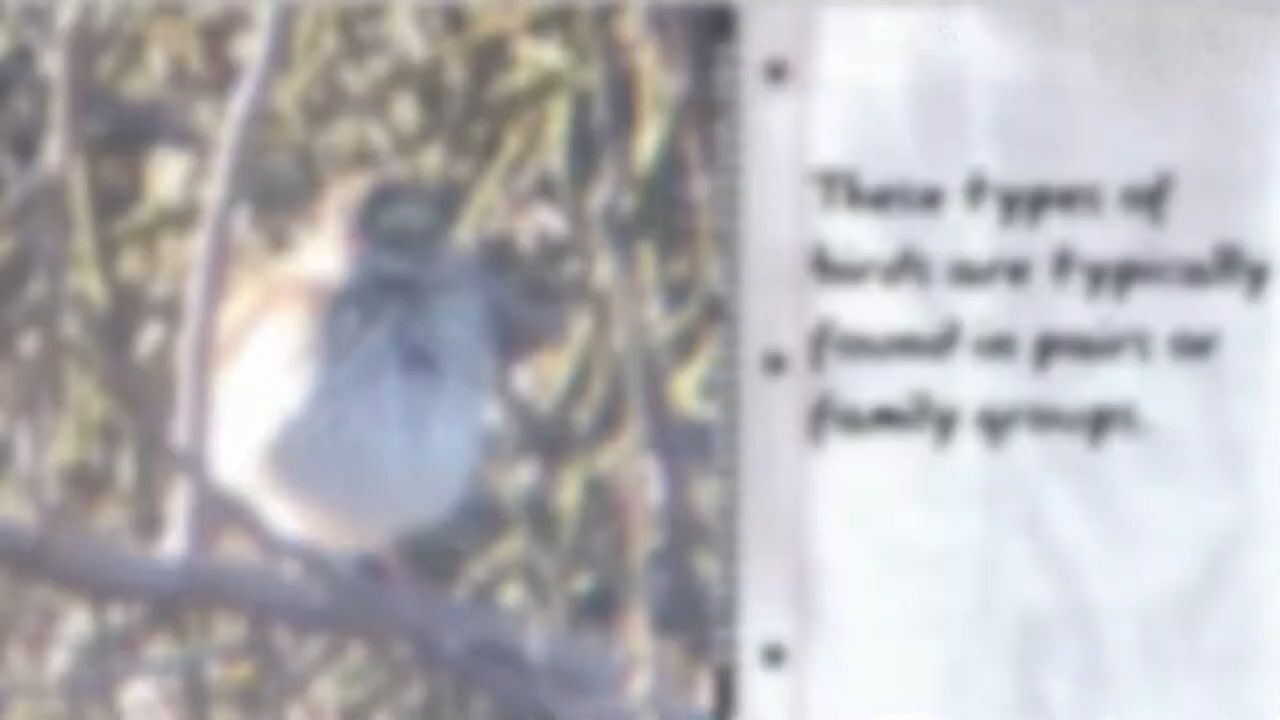 These types of
birds are typically
found in pairs or
family groups.